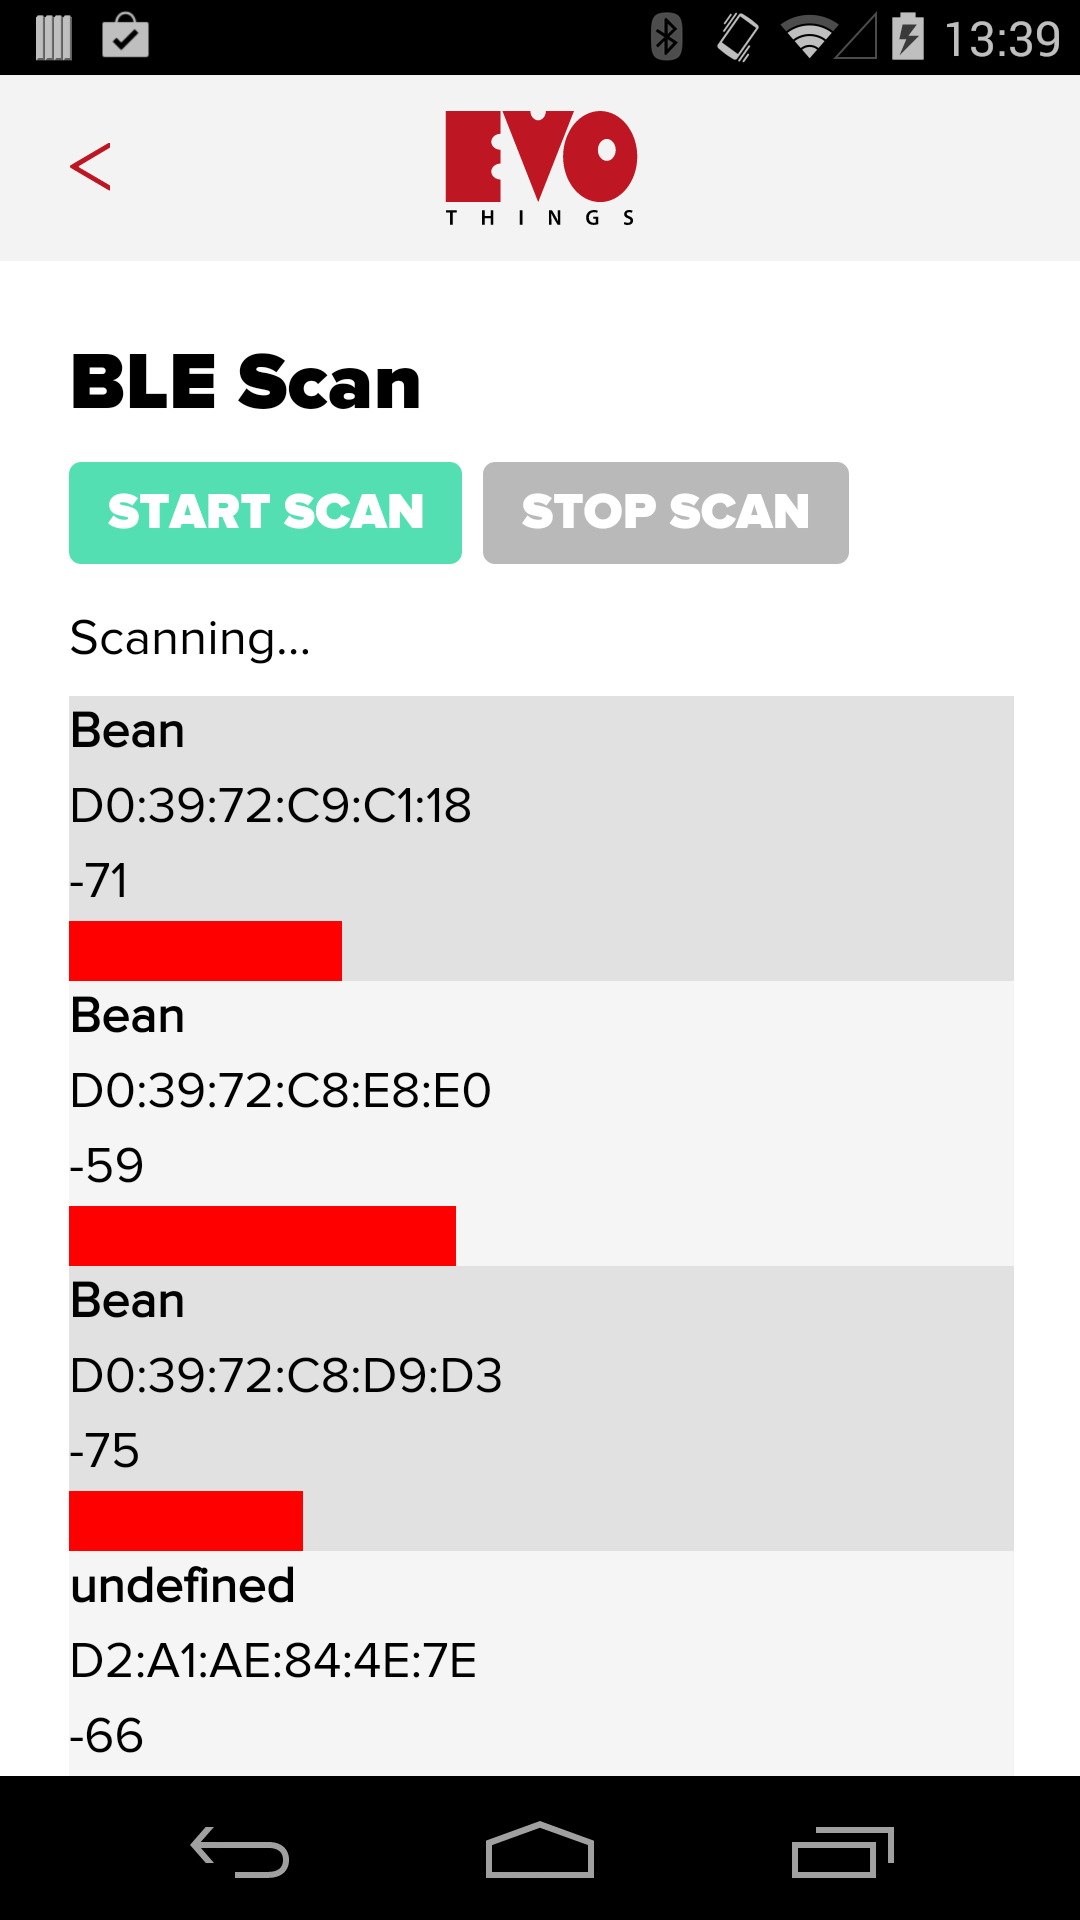 13:39
EVO
THINGS
BLE Scan
START SCAN STOP SCAN
Scanning...
Bean
D0:39:72:C9:C1:18
-71
Bean
D0:39:72:C8:E8:E0
-59
Bean
D0:39:72:C8:D9:D3
-75
undefined
D2:A1:AE:84:4E:7E
-66